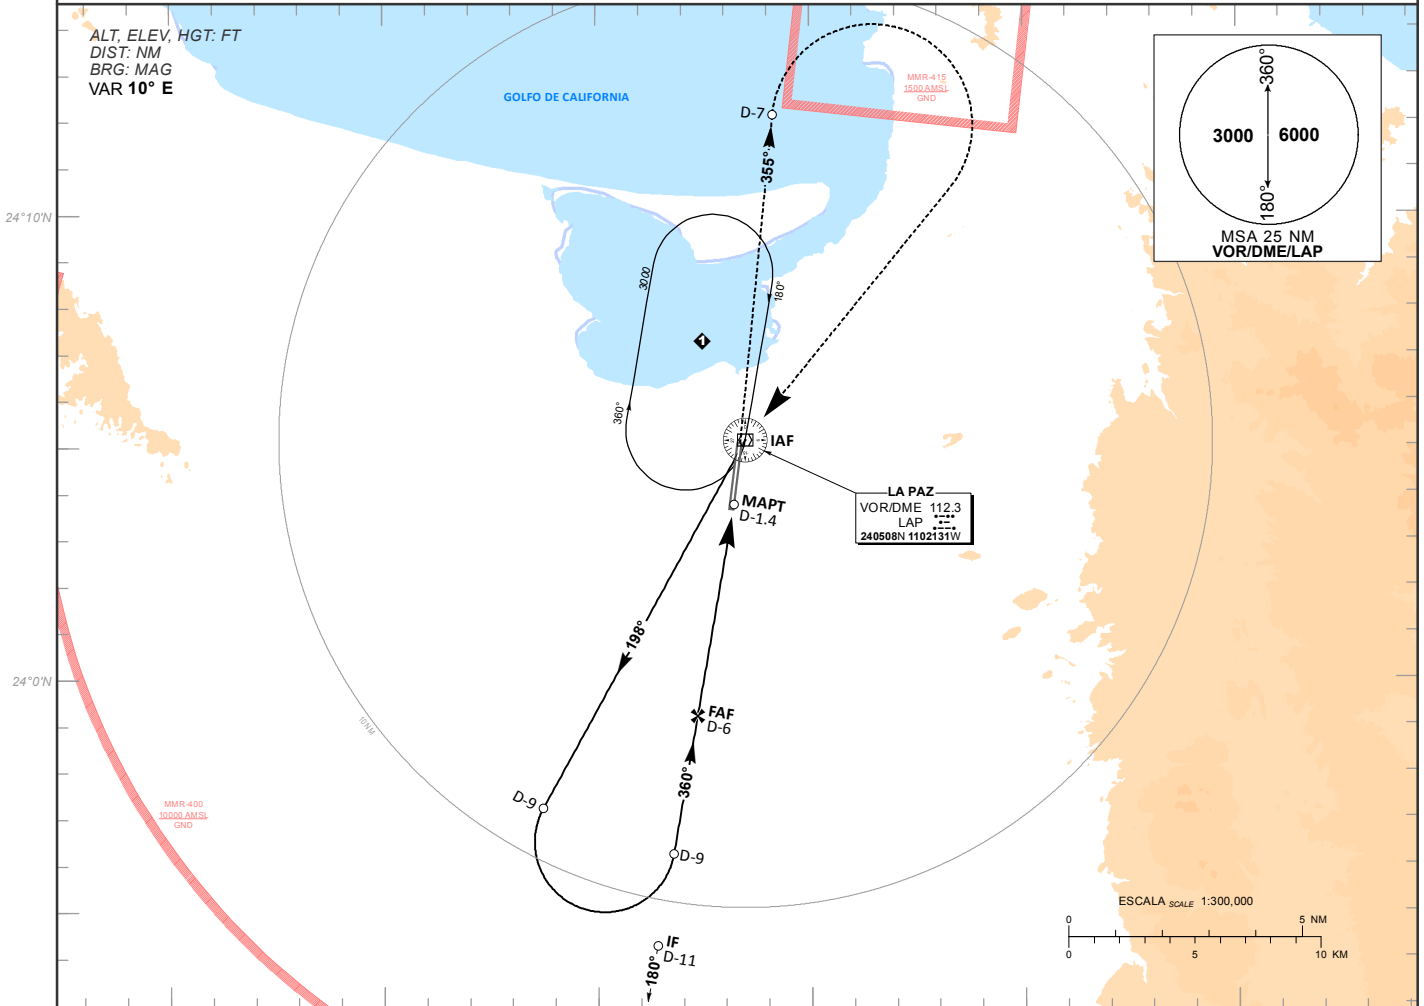 ALT, ELEV, HGT: FT
DIST: NM
BRG: MAG
VAR 10° E
GOLFO DE CALIFORNIA
MMR-415
1500 AMSL
GND
D-7
355°
360°
3000 6000
180°
MSA 25 NM
VOR/DME/LAP
24°10'N
3000
180°
1
360°
IAF
LA PAZ
VOR/DME 112.3
LAP
240508N 1102131W
MAPT
D-1.4
198°
24°0'N
FAF
D-6
10NM
360°
D-9
D-9
MMR-400
10000 AMSL
GND
ESCALA SCALE 1:300,000
0 5 NM
0 5 10 KM
IF
D-11
180°